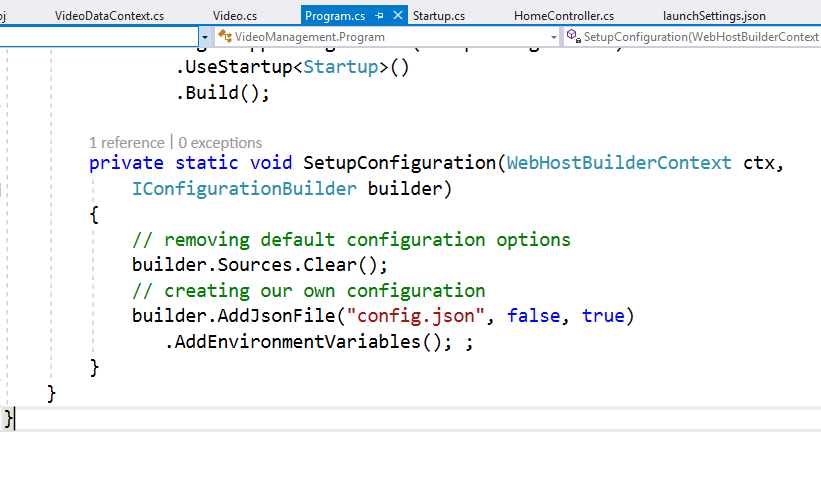 VideoDataContext.cs Video.cs Program.cs Startup.cs HomeController.cs launchSettings.json
VideoManagement.Program SetupConfiguration(WebHostBuilderContext
.UseStartup<Startup>()
.Build();
1 reference | 0 exceptions
private static void SetupConfiguration(WebHostBuilderContext ctx,
IConfigurationBuilder builder)
{
// removing default configuration options
builder.Sources.Clear();
// creating our own configuration
builder.AddJsonFile("config.json", false, true)
.AddEnvironmentVariables(); ;
}
}
}